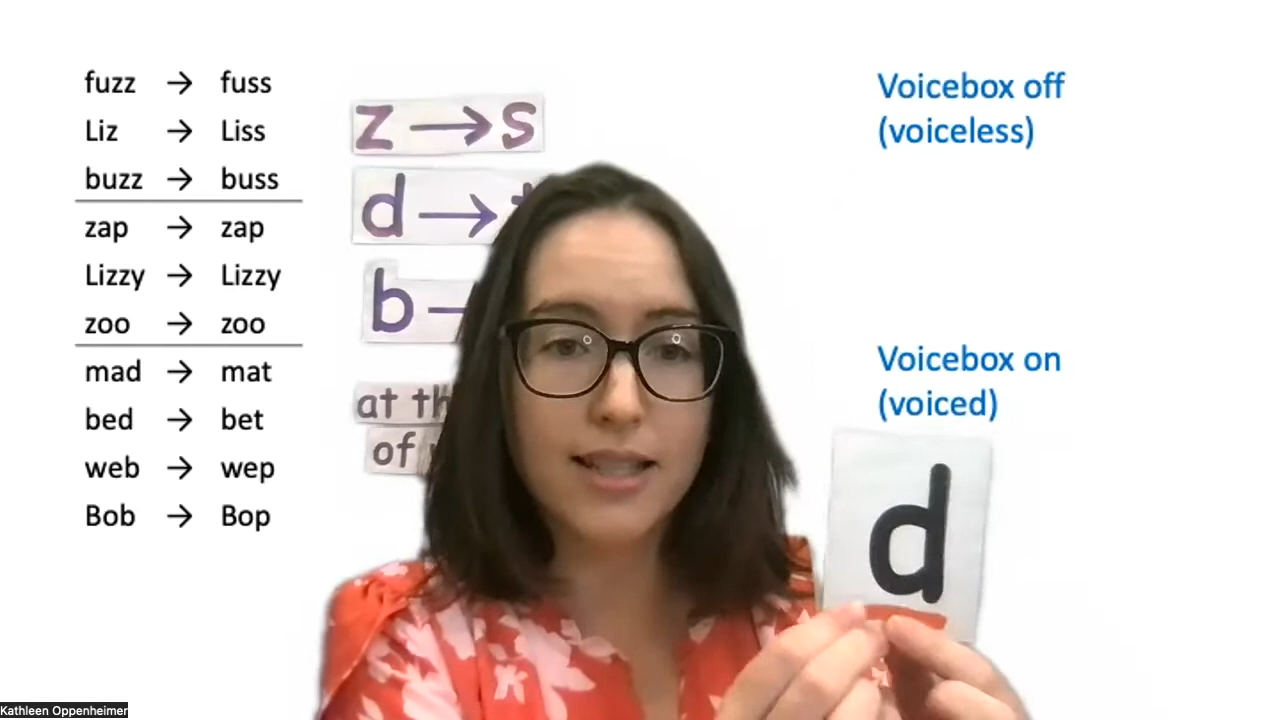 fuzz → fuss
Liz → Liss
buzz → buss
zap → zap
Lizzy → Lizzy
zoo → zoo
mad → mat
bed → bet
web → wep
Bob → Bop
z → s
d →
b
at
of
Voicebox off
(voiceless)
Voicebox on
(voiced)
d
Kathleen Oppenheimer